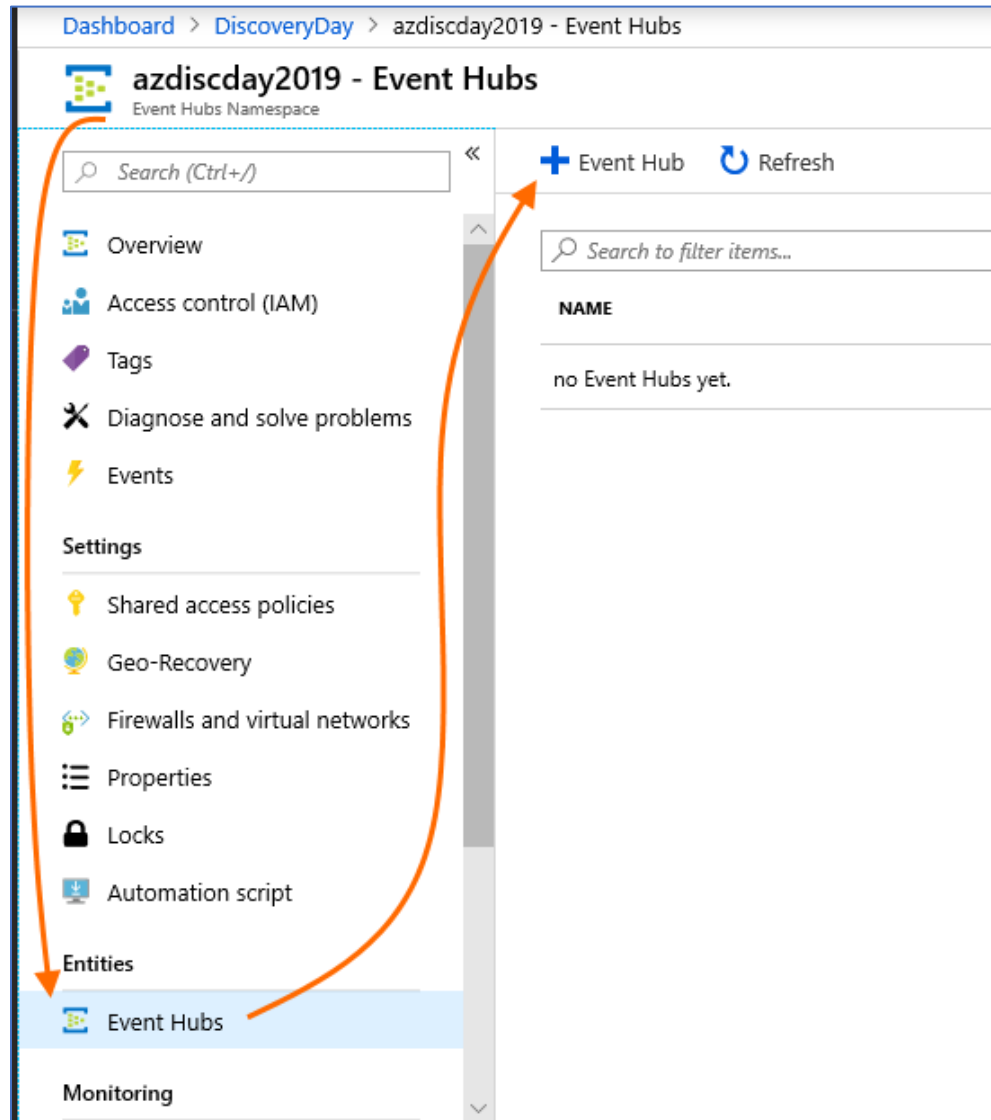 Dashboard > DiscoveryDay > azdiscday2019 - Event Hubs
azdiscday2019 - Event Hubs
Event Hubs Namespace
Search (Ctrl+/)
Overview
Access control (IAM)
Tags
Diagnose and solve problems
Events
Settings
Shared access policies
Geo-Recovery
Firewalls and virtual networks
Properties
Locks
Automation script
Entities
Event Hubs
Monitoring
Event Hub Refresh
Search to filter items...
NAME
no Event Hubs yet.